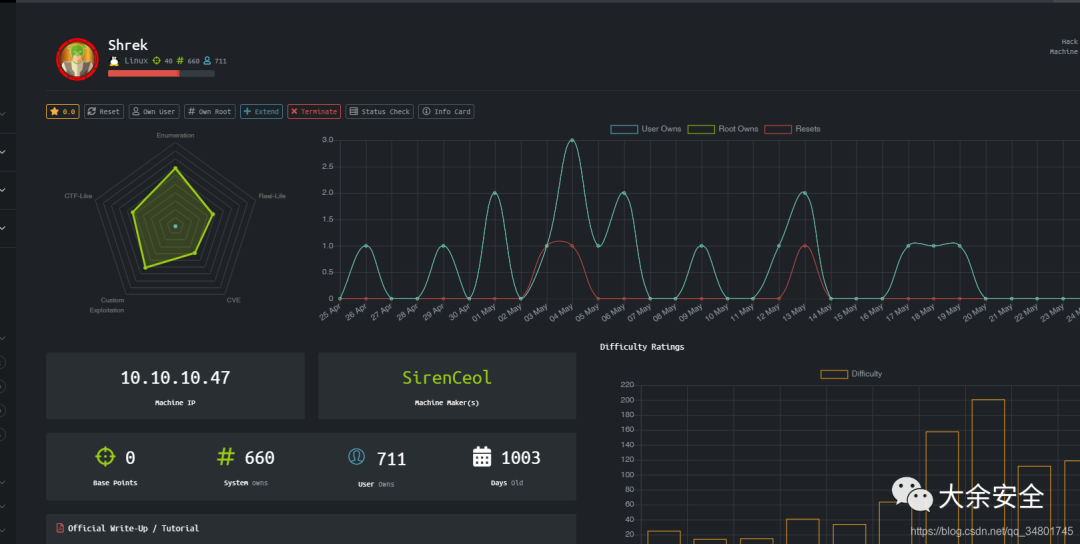 Shrek
Hack
Linux 40 # 660 711
Machine
0.0 Reset Own User # Own Root + Extend × Terminate Status Check Info Card
Enumeration
CTF-Like
Real-Life
Custom
Exploitation
CVE
User Owns Root Owns Resets
3.0
2.5
2.0
1.5
1.0
0.5
0
25 Apr 26 Apr 27 Apr 28 Apr 29 Apr 30 Apr 01 May 02 May 03 May 04 May 05 May 06 May 07 May 08 May 09 May 10 May 11 May 12 May 13 May 14 May 15 May 16 May 17 May 18 May 19 May 20 May 21 May 22 May 23 May 24 M
10.10.10.47
Machine IP
SirenCeol
Machine Maker(s)
0
Base Points
# 660
System owns
711
User Owns
1003
Days Old
Official Write-Up / Tutorial
Difficulty Ratings
Difficulty
220
200
180
160
140
120
100
80
60
40
20
大余安全
https://blog.csdn.net/qq_34801745